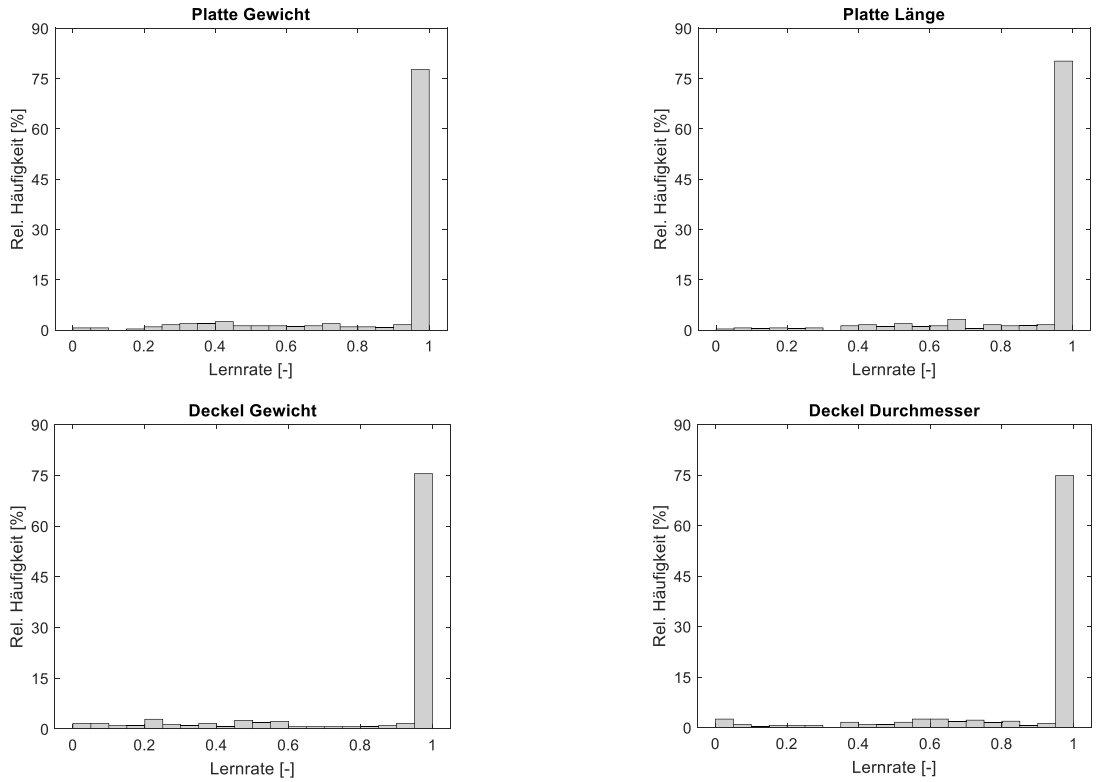 Platte Gewicht
90
75
60
45
30
15
0
Rel. Häufigkeit [%]
0 0.2 0.4 0.6 0.8 1
Lernrate [-]
Platte Länge
90
75
60
45
30
15
0
Rel. Häufigkeit [%]
0 0.2 0.4 0.6 0.8 1
Lernrate [-]
Deckel Gewicht
90
75
60
45
30
15
0
Rel. Häufigkeit [%]
0 0.2 0.4 0.6 0.8 1
Lernrate [-]
Deckel Durchmesser
90
75
60
45
30
15
0
Rel. Häufigkeit [%]
0 0.2 0.4 0.6 0.8 1
Lernrate [-]